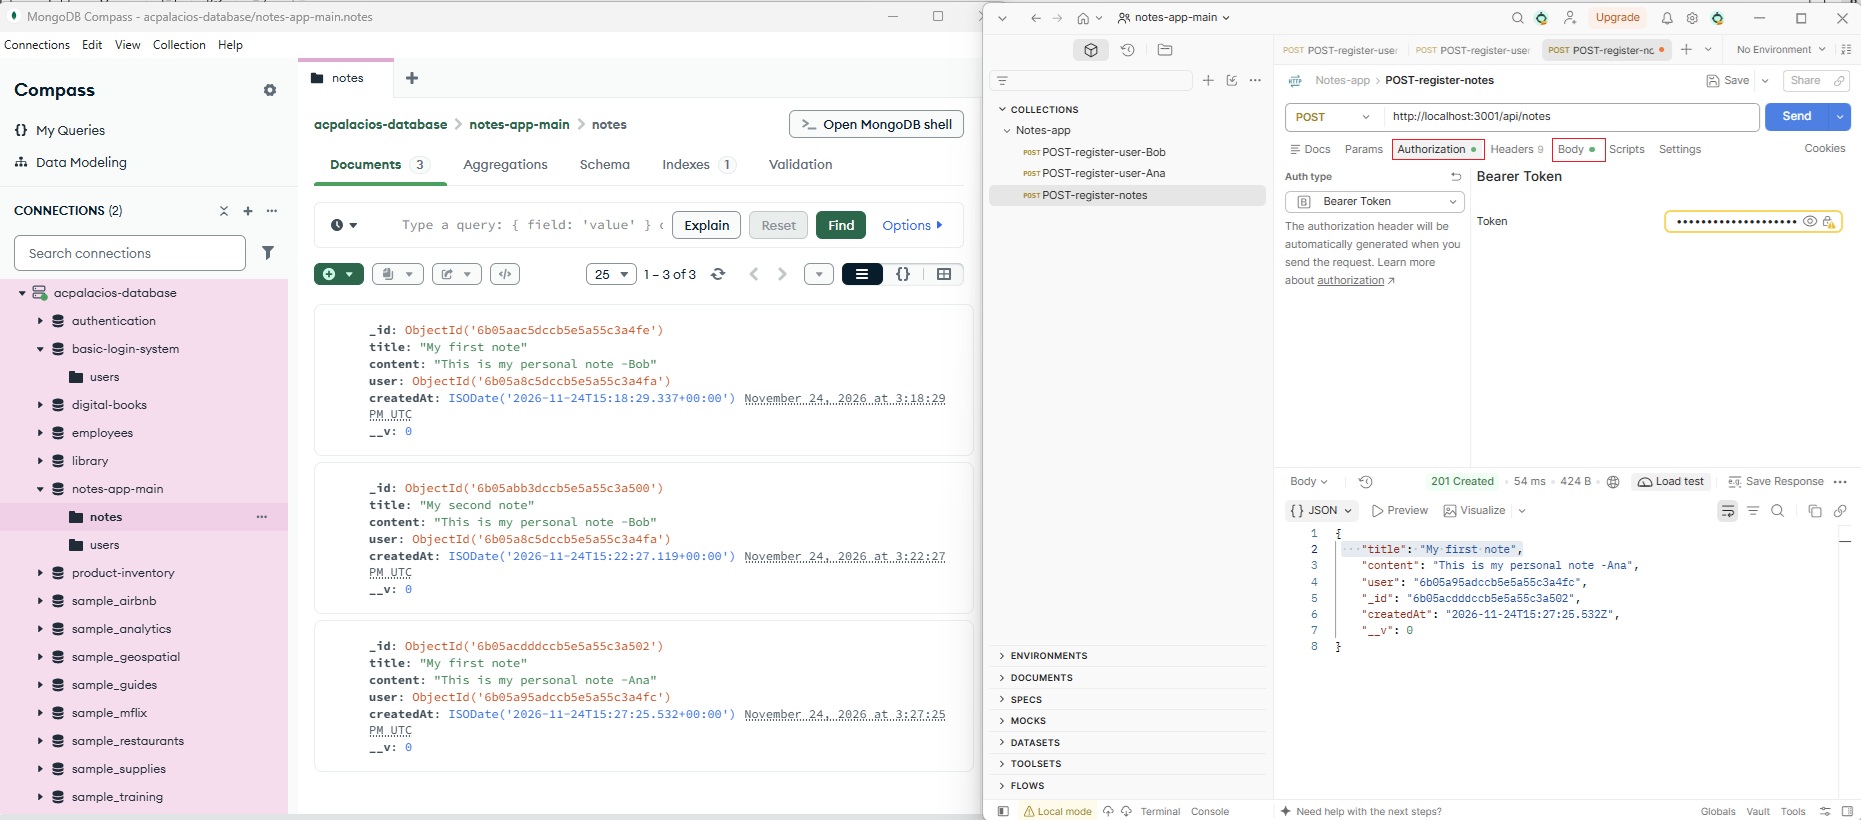 MongoDB Compass - acpalacios-database/notes-app-main.notes
Connections Edit View Collection Help
Compass
My Queries
Data Modeling
CONNECTIONS (2)
Search connections
acpalacios-database
authentication
basic-login-system
users
digital-books
employees
library
notes-app-main
notes
users
product-inventory
sample_airbnb
sample_analytics
sample_geospatial
sample_guides
sample_mflix
sample_restaurants
sample_supplies
sample_training
notes
acpalacios-database > notes-app-main > notes
Open MongoDB shell
Documents 3 Aggregations Schema Indexes 1 Validation
Type a query: { field: 'value' }
Explain Reset Find Options
25 1 – 3 of 3
_id: ObjectId('6b05aac5dccb5e5a55c3a4fe')
title: "My first note"
content: "This is my personal note -Bob"
user: ObjectId('6b05a8c5dccb5e5a55c3a4fa')
createdAt: ISODate('2026-11-24T15:18:29.337+00:00') November 24, 2026 at 3:18:29
PM UTC
__v: 0
_id: ObjectId('6b05abb3dccb5e5a55c3a500')
title: "My second note"
content: "This is my personal note -Bob"
user: ObjectId('6b05a8c5dccb5e5a55c3a4fa')
createdAt: ISODate('2026-11-24T15:22:27.119+00:00') November 24, 2026 at 3:22:27
PM UTC
__v: 0
_id: ObjectId('6b05acdddccb5e5a55c3a502')
title: "My first note"
content: "This is my personal note -Ana"
user: ObjectId('6b05a95adccb5e5a55c3a4fc')
createdAt: ISODate('2026-11-24T15:27:25.532+00:00') November 24, 2026 at 3:27:25
PM UTC
__v: 0
notes-app-main
Upgrade
COLLECTIONS
Notes-app
POST POST-register-user-Bob
POST POST-register-user-Ana
POST POST-register-notes
ENVIRONMENTS
DOCUMENTS
SPECS
MOCKS
DATASETS
TOOLSETS
FLOWS
POST POST-register-user POST POST-register-user POST POST-register-nc No Environment
HTTP Notes-app > POST-register-notes Save Share
POST http://localhost:3001/api/notes Send
Docs Params Authorization Headers 9 Body Scripts Settings Cookies
Auth type
Bearer Token
The authorization header will be
automatically generated when you
send the request. Learn more
about authorization
Bearer Token
Token
Body 201 Created 54 ms 424 B Load test Save Response
{} JSON Preview Visualize
1 {
2 "title": "My first note",
3 "content": "This is my personal note -Ana",
4 "user": "6b05a95adccb5e5a55c3a4fc",
5 "_id": "6b05acdddccb5e5a55c3a502",
6 "createdAt": "2026-11-24T15:27:25.532Z",
7 "__v": 0
8 }
Local mode Terminal Console Need help with the next steps? Globals Vault Tools